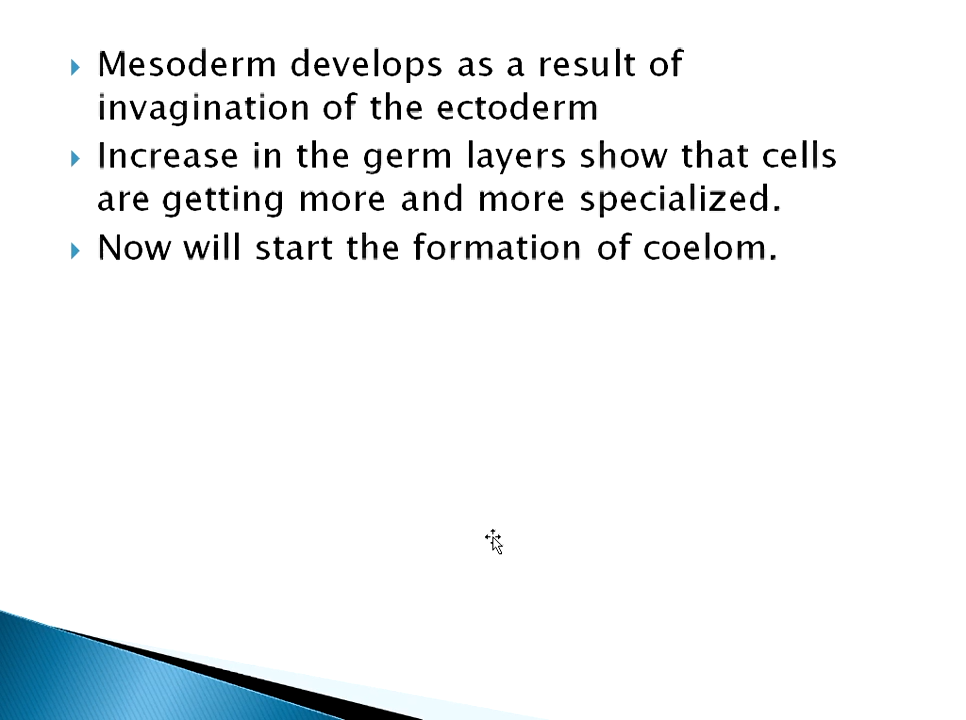 Mesoderm develops as a result of
invagination of the ectoderm
Increase in the germ layers show that cells
are getting more and more specialized.
Now will start the formation of coelom.